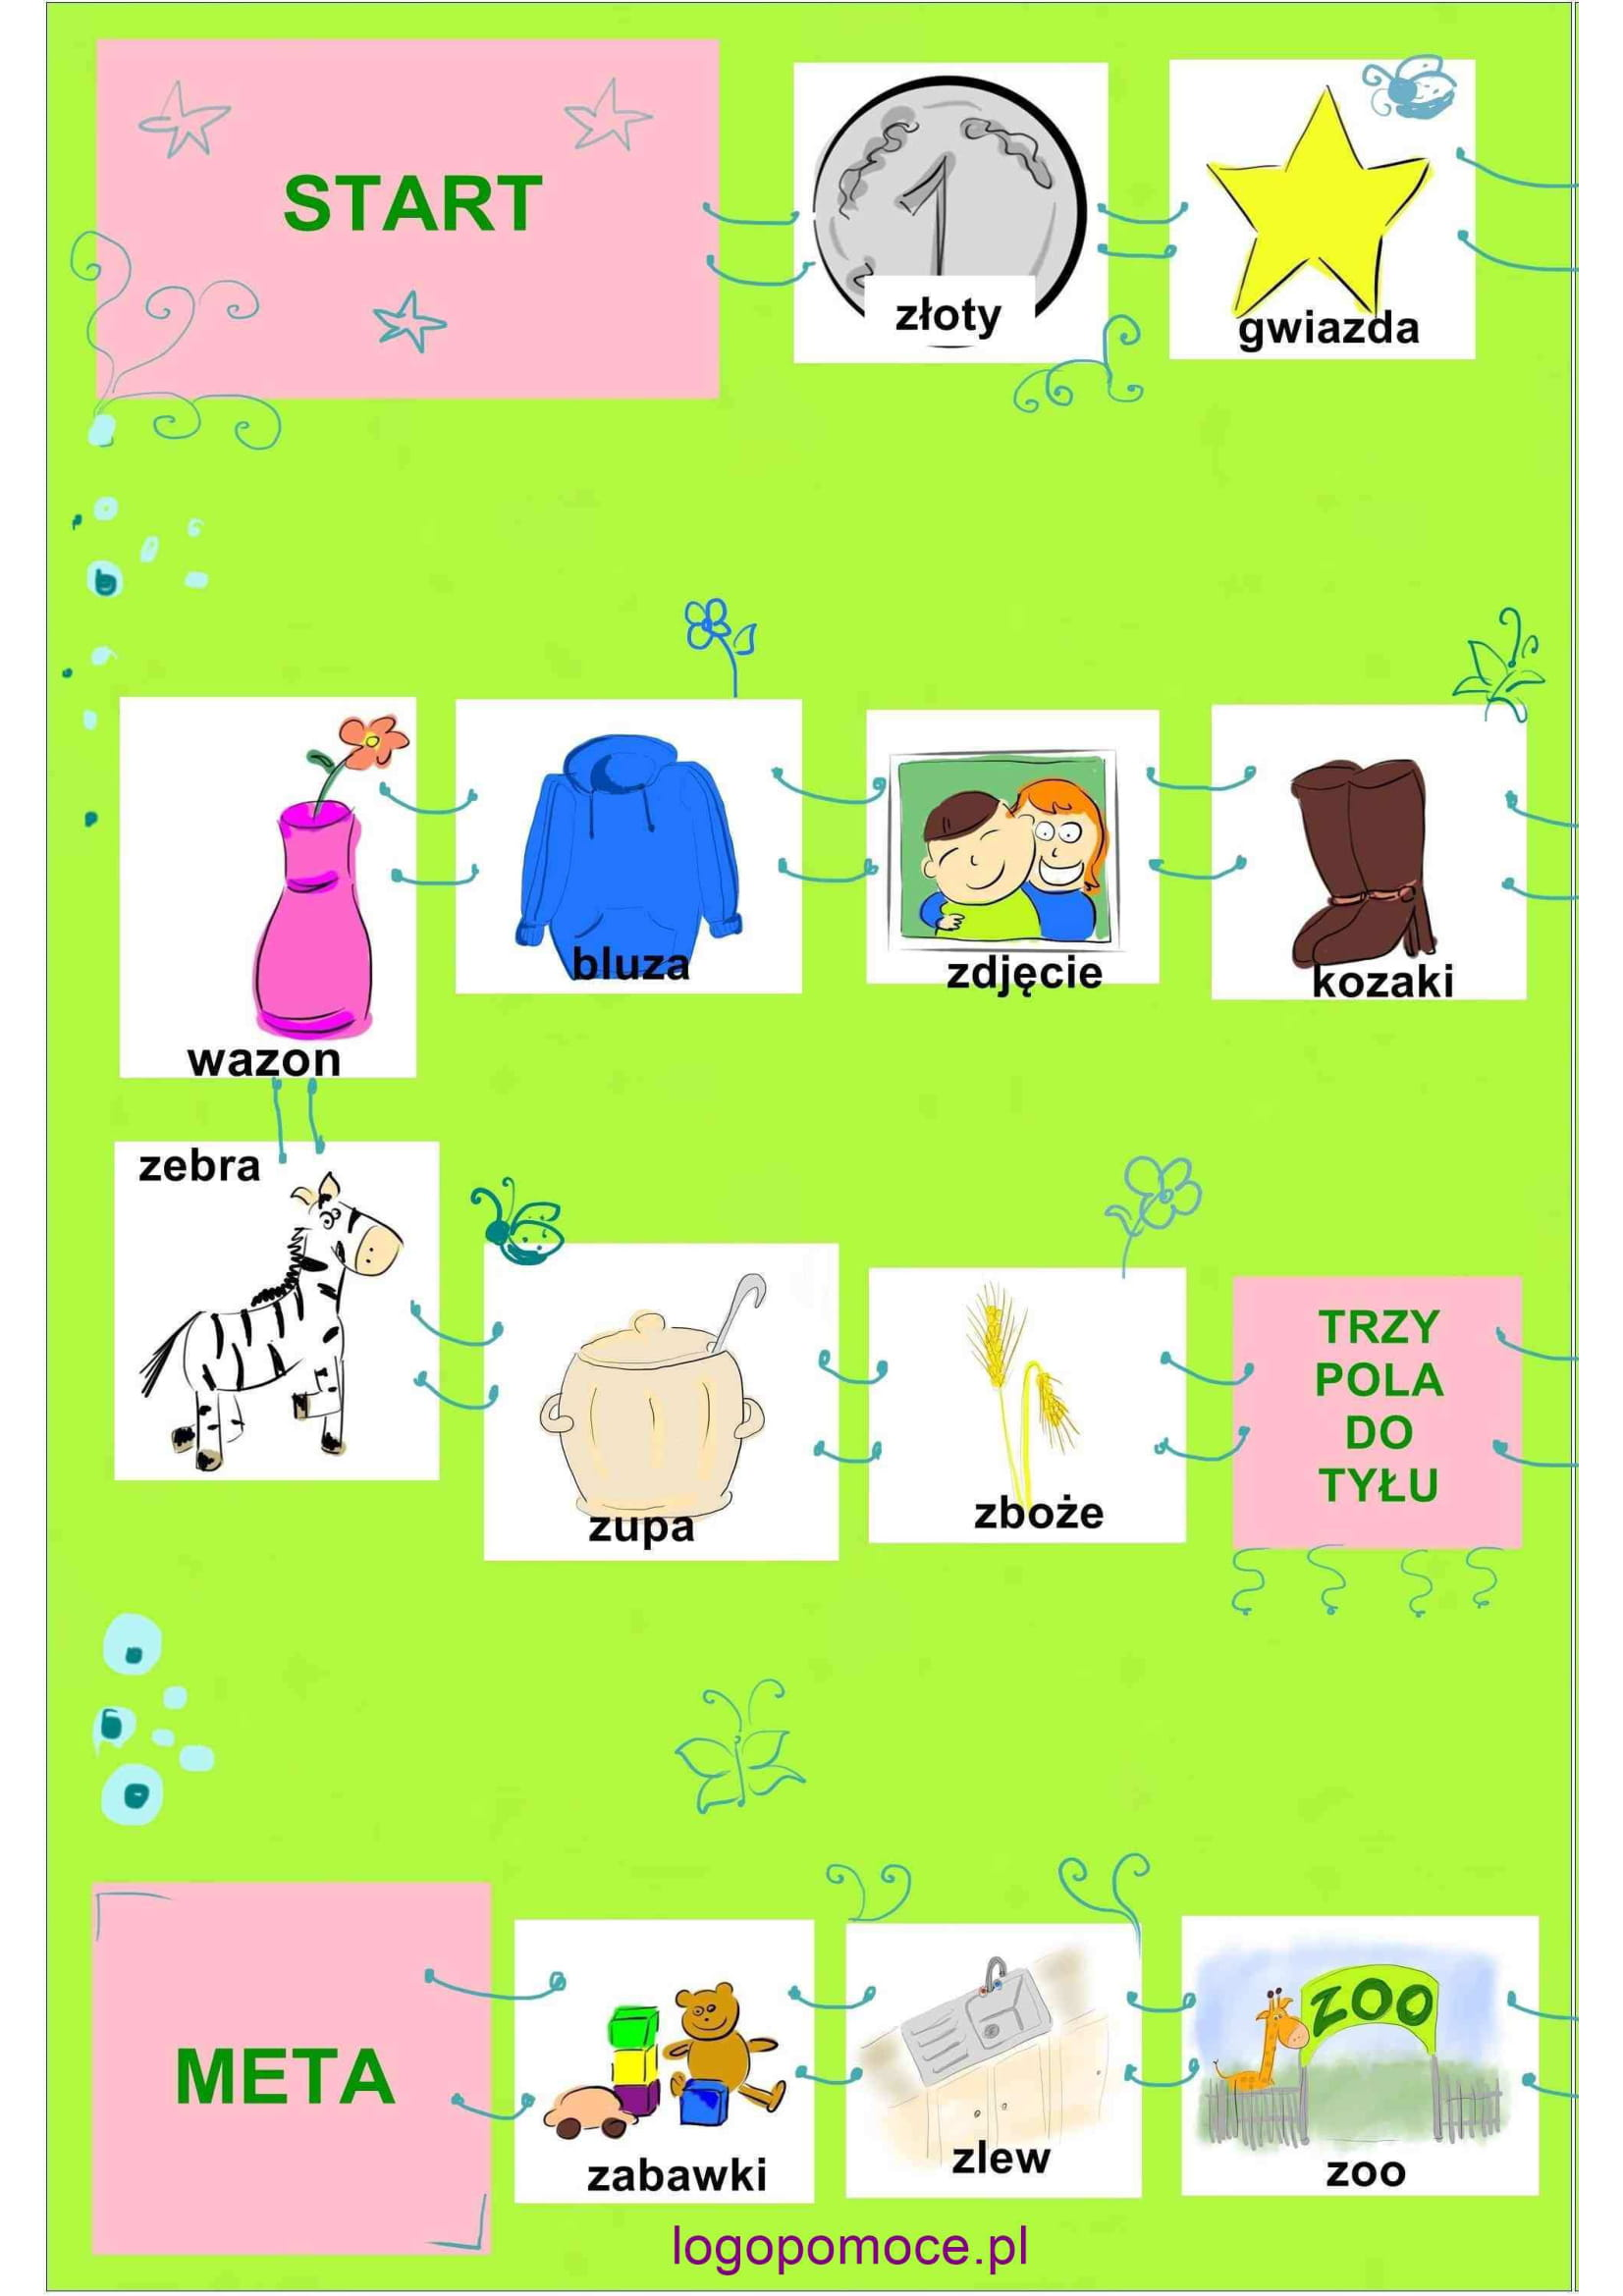 START
1
złoty
gwiazda
wazon
bluza
zdjęcie
kozaki
zebra
zupa
zboże
TRZY
POLA
DO
TYŁU
META
zabawki
zlew
ZOO
zoo
logopomoce.pl